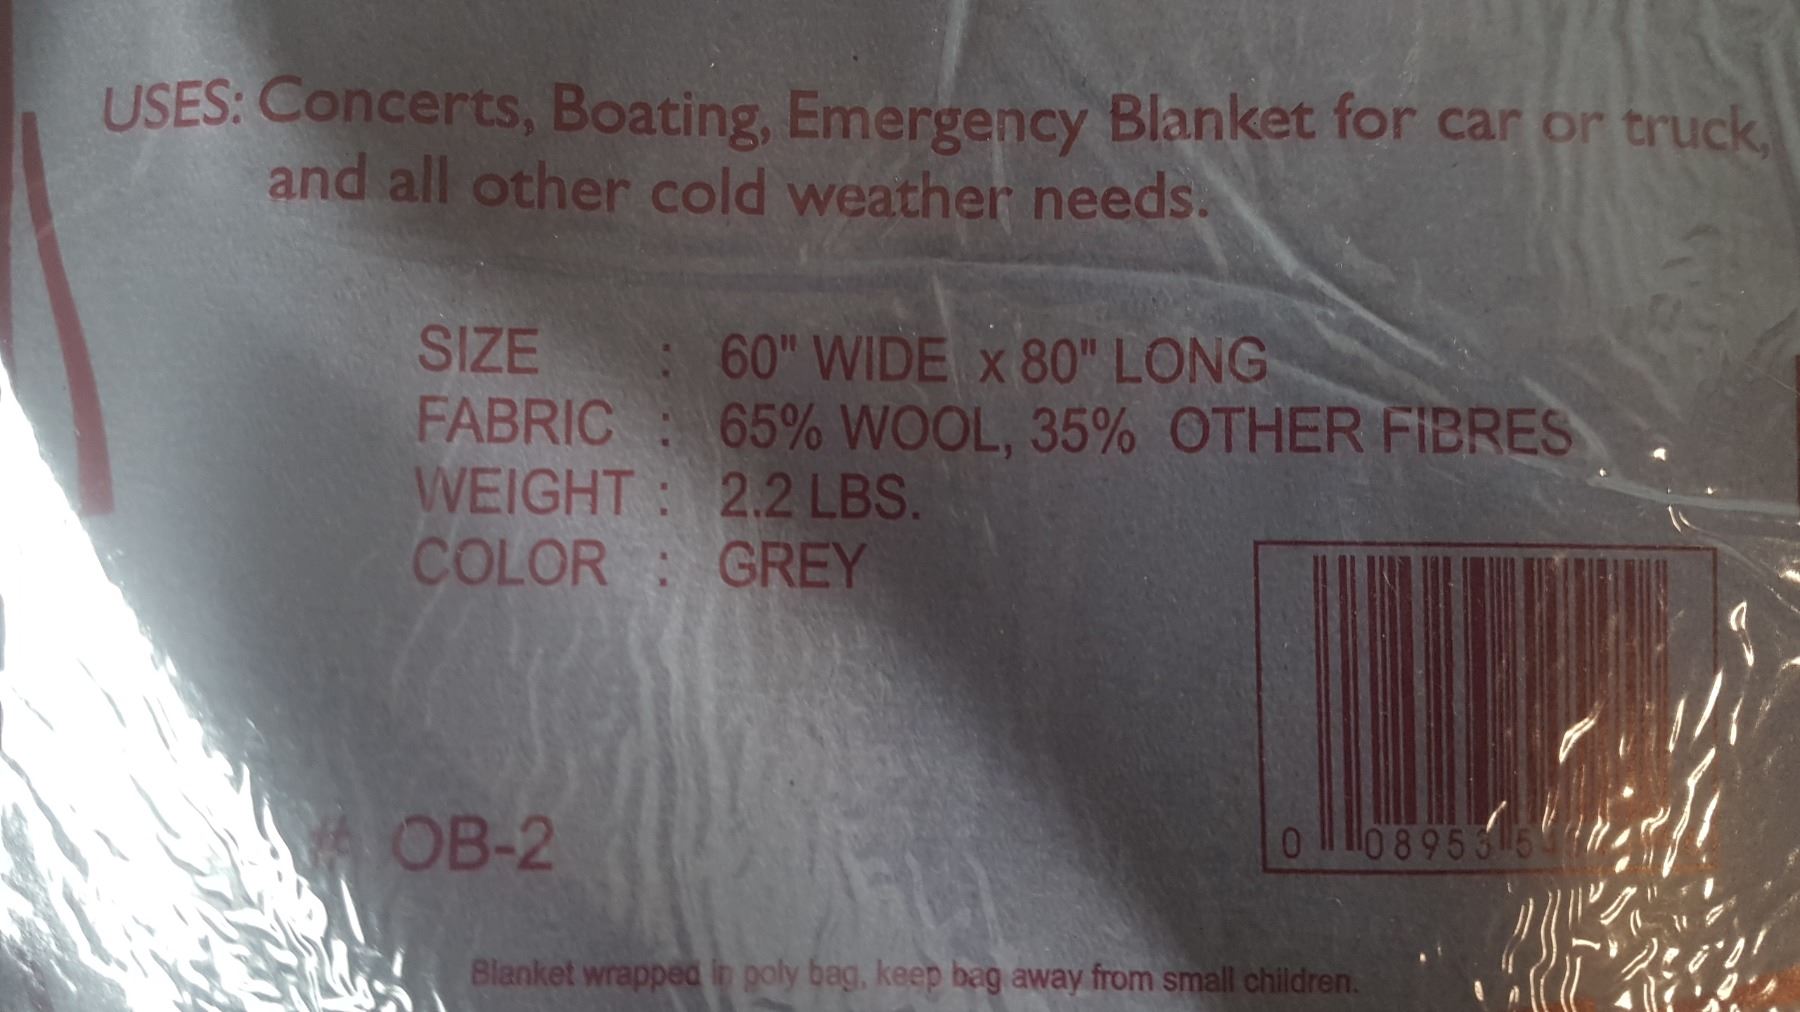 USES: Concerts, Boating, Emergency Blanket for car or truck,
and all other cold weather needs.
SIZE : 60" WIDE x 80" LONG
FABRIC : 65% WOOL, 35% OTHER FIBRES
WEIGHT : 2.2 LBS.
COLOR : GREY
# OB-2
0 08953
Blanket wrapped in poly bag, keep bag away from small children.